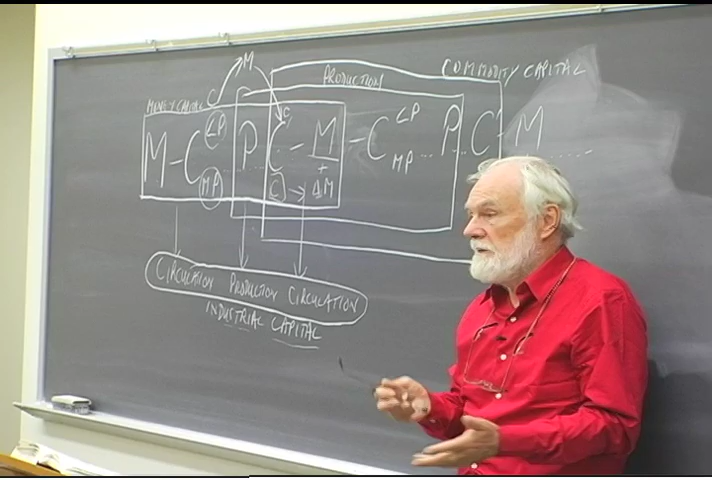 M
COMMODITY CAPITAL
PRODUCTION
C
MONEY CAPITAL
C
LP LP
M - C P C - M - C ... P C - M ....
MP + MP
C → ΔM
CIRCULATION PRODUCTION CIRCULATION
INDUSTRIAL CAPITAL